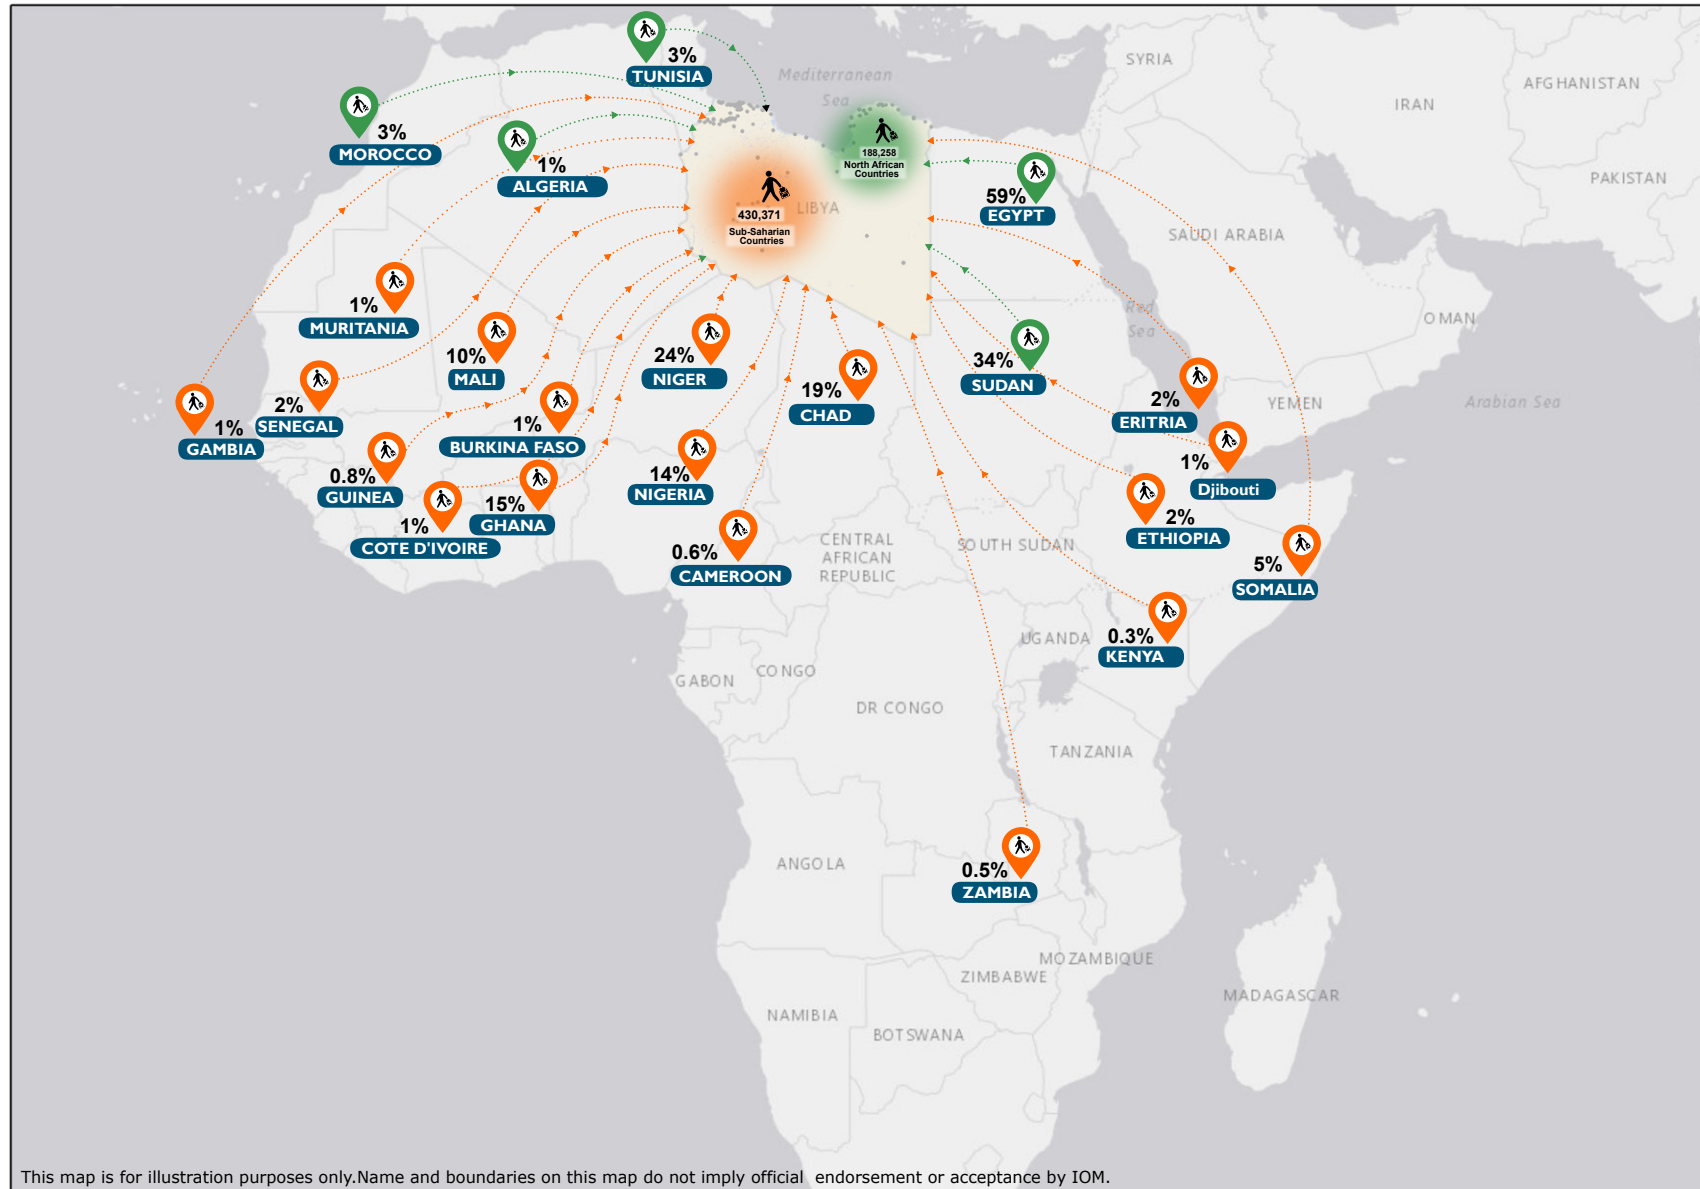 3%
TUNISIA
Mediterranean
Sea
SYRIA
AFGHANISTAN
IRAN
3%
MOROCCO
1%
ALGERIA
188,258
North African
Countries
PAKISTAN
59%
EGYPT
430,371
LIBYA
Sub-Saharian
Countries
SAUDI ARABIA
1%
MURITANIA
Red
Sea
OMAN
10%
MALI
24%
NIGER
34%
SUDAN
19%
CHAD
2%
SENEGAL
1%
GAMBIA
1%
BURKINA FASO
2%
ERITRIA
YEMEN
Arabian Sea
0.8%
GUINEA
15%
GHANA
14%
NIGERIA
1%
Djibouti
1%
COTE D'IVOIRE
2%
ETHIOPIA
0.6%
CAMEROON
CENTRAL
AFRICAN
REPUBLIC
SOUTH SUDAN
5%
SOMALIA
0.3%
KENYA
UGANDA
GABON
CONGO
DR CONGO
TANZANIA
ANGOLA
0.5%
ZAMBIA
MOZAMBIQUE
ZIMBABWE
MADAGASCAR
NAMIBIA
BOTSWANA
This map is for illustration purposes only.Name and boundaries on this map do not imply official endorsement or acceptance by IOM.